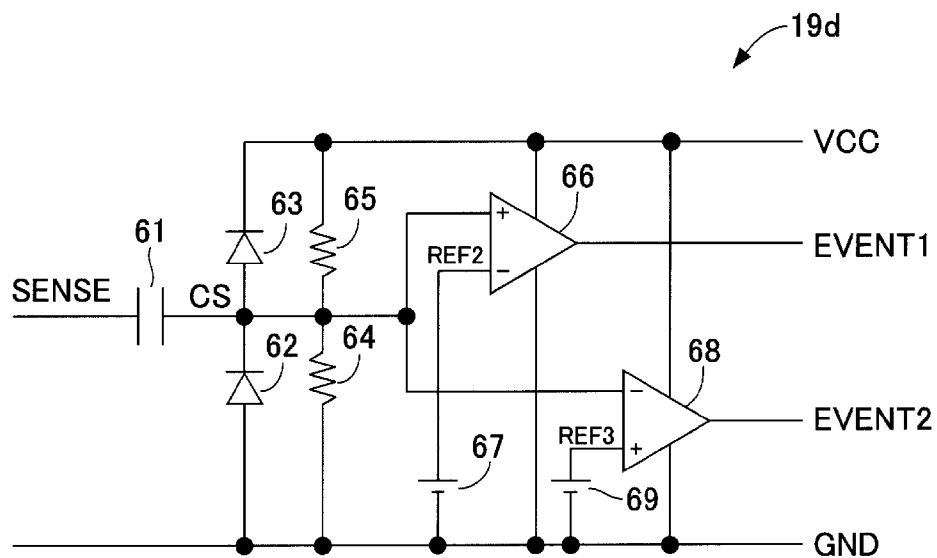 19d
VCC
63
65
66
61
REF2
EVENT1
SENSE
CS
62
64
68
EVENT2
67
REF3
69
GND
+
−
−
+